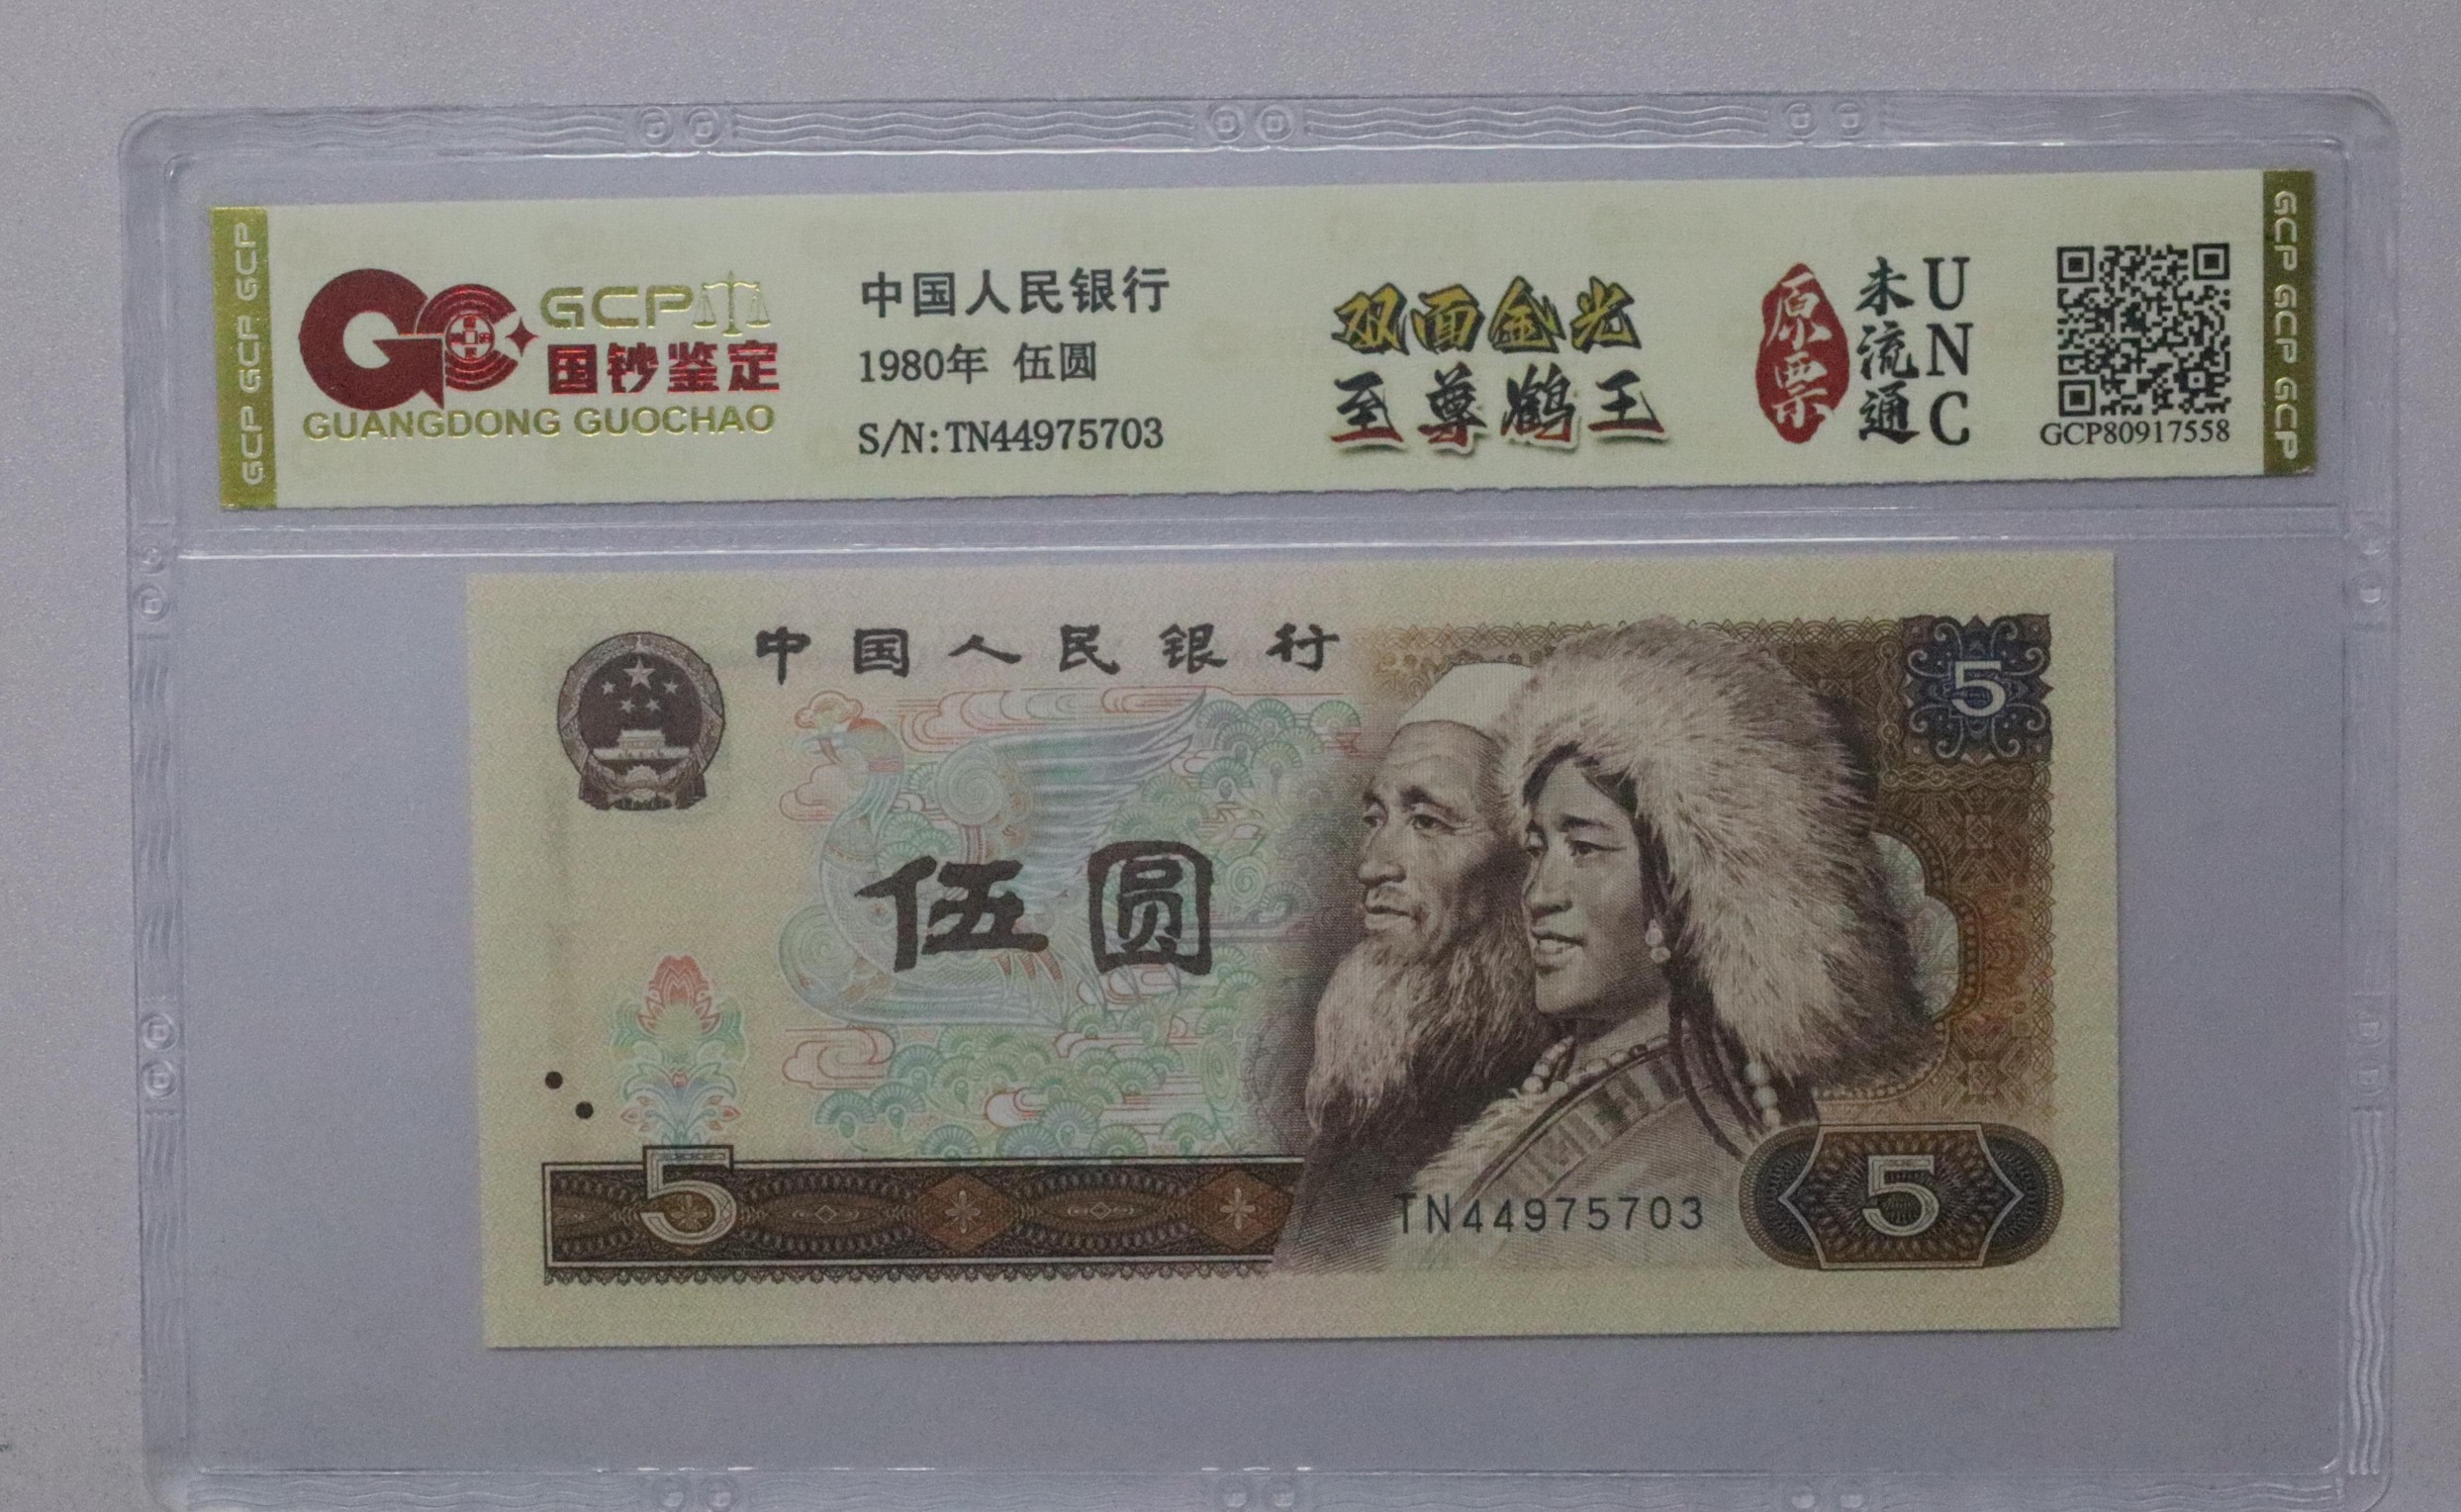 GCP GCP GCP
GCP
国钞鉴定
GUANGDONG GUOCHAO
中国人民银行
1980年 伍圆
S/N:TN44975703
双面金光
至尊鹤王
原票
未流通
UNC
GCP80917558
GCP GCP GCP
中国人民银行
5
伍圆
5
TN44975703
5